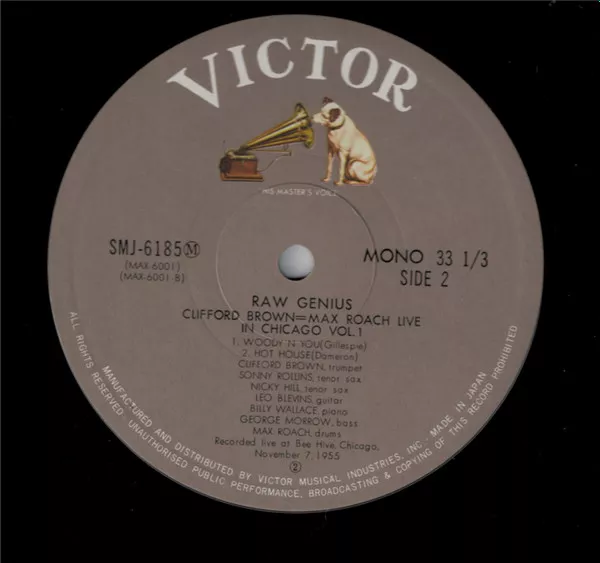 VICTOR
HIS MASTER'S VOICE
SMJ-6185Ⓜ
(MAX-6001)
(MAX-6001-B)
MONO 33 1/3
SIDE 2
RAW GENIUS
CLIFFORD BROWN=MAX ROACH LIVE
IN CHICAGO VOL.1
1. WOODY 'N YOU(Gillespie)
2. HOT HOUSE(Dameron)
CLIFFORD BROWN, trumpet
SONNY ROLLINS, tenor sax
NICKY HILL, tenor sax
LEO BLEVINS, guitar
BILLY WALLACE, piano
GEORGE MORROW, bass
MAX ROACH, drums
Recorded live at Bee Hive, Chicago,
November 7, 1955
②
MANUFACTURED AND DISTRIBUTED BY VICTOR MUSICAL INDUSTRIES, INC. MADE IN JAPAN
ALL RIGHTS RESERVED. UNAUTHORISED PUBLIC PERFORMANCE, BROADCASTING & COPYING OF THIS RECORD PROHIBITED